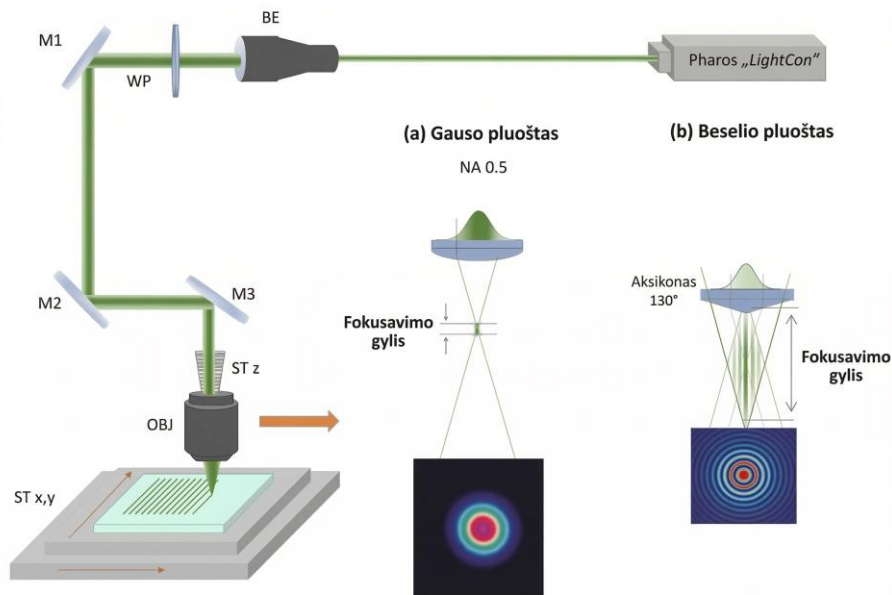 M1
BE
WP
Pharos „LightCon“
(a) Gauso pluoštas
(b) Beselio pluoštas
NA 0.5
M2
M3
Aksikonas
130°
Fokusavimo
gylis
Fokusavimo
gylis
ST z
OBJ
ST x,y